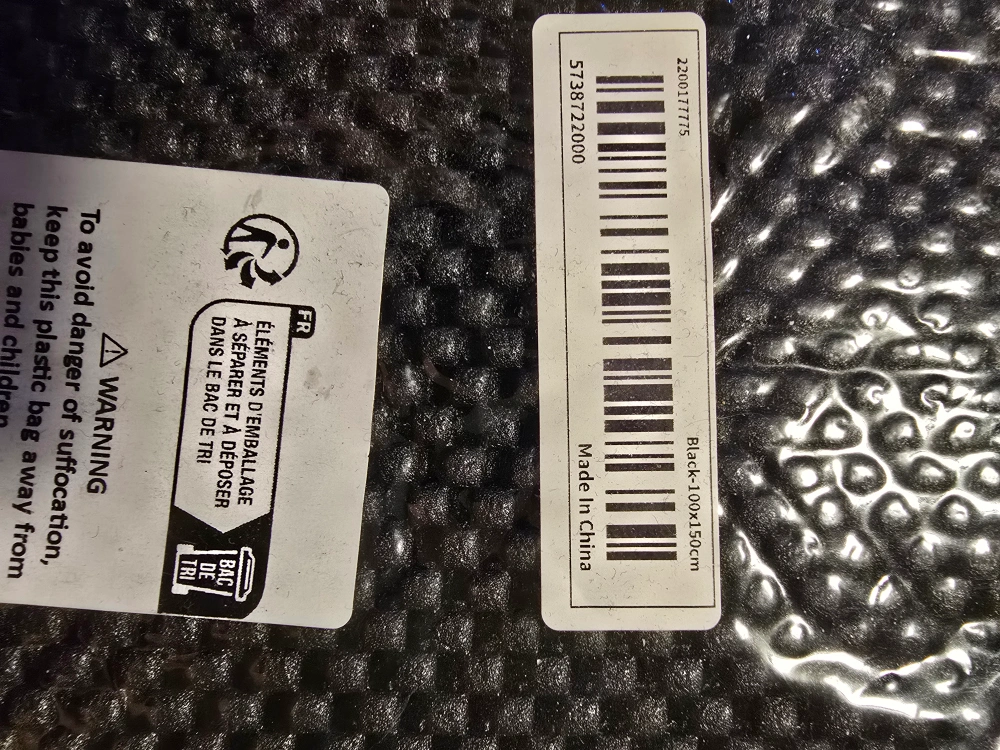 2200177775
Black-100x150cm
5738722000
Made In China
FR
ÉLÉMENTS D'EMBALLAGE
À SÉPARER ET À DÉPOSER
DANS LE BAC DE TRI
BAC
DE
TRI
WARNING
To avoid danger of suffocation,
keep this plastic bag away from
babies and children